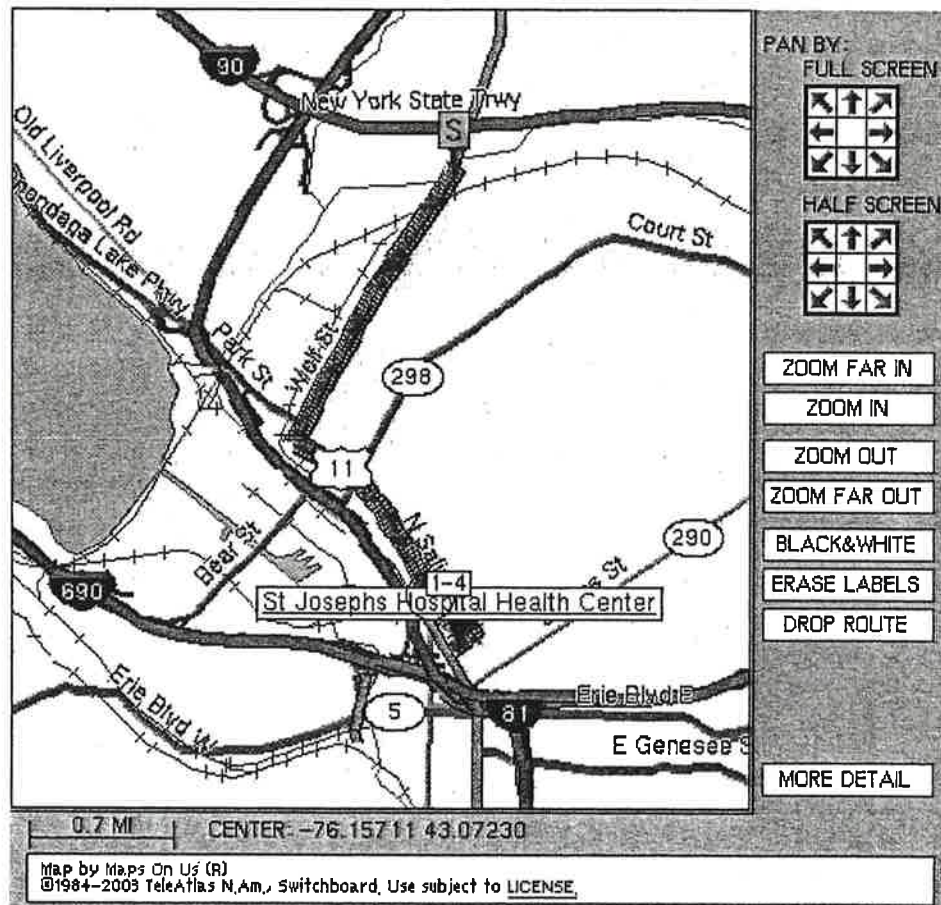 90
New York State Trwy
S
Old Liverpool Rd
Onondaga Lake Pkwy
Court St
Park St
Wolf St
298
11
Bear St
N Sali
290
1-4
St Josephs Hospital Health Center
St
690
Erie Blvd W
5
81
Erie Blvd E
E Genesee S
PAN BY:
FULL SCREEN
HALF SCREEN
ZOOM FAR IN
ZOOM IN
ZOOM OUT
ZOOM FAR OUT
BLACK&WHITE
ERASE LABELS
DROP ROUTE
MORE DETAIL
0.7 MI
CENTER: -76.15711 43.07230
Map by Maps On Us (R)
©1984-2003 TeleAtlas N.Am., Switchboard. Use subject to LICENSE.